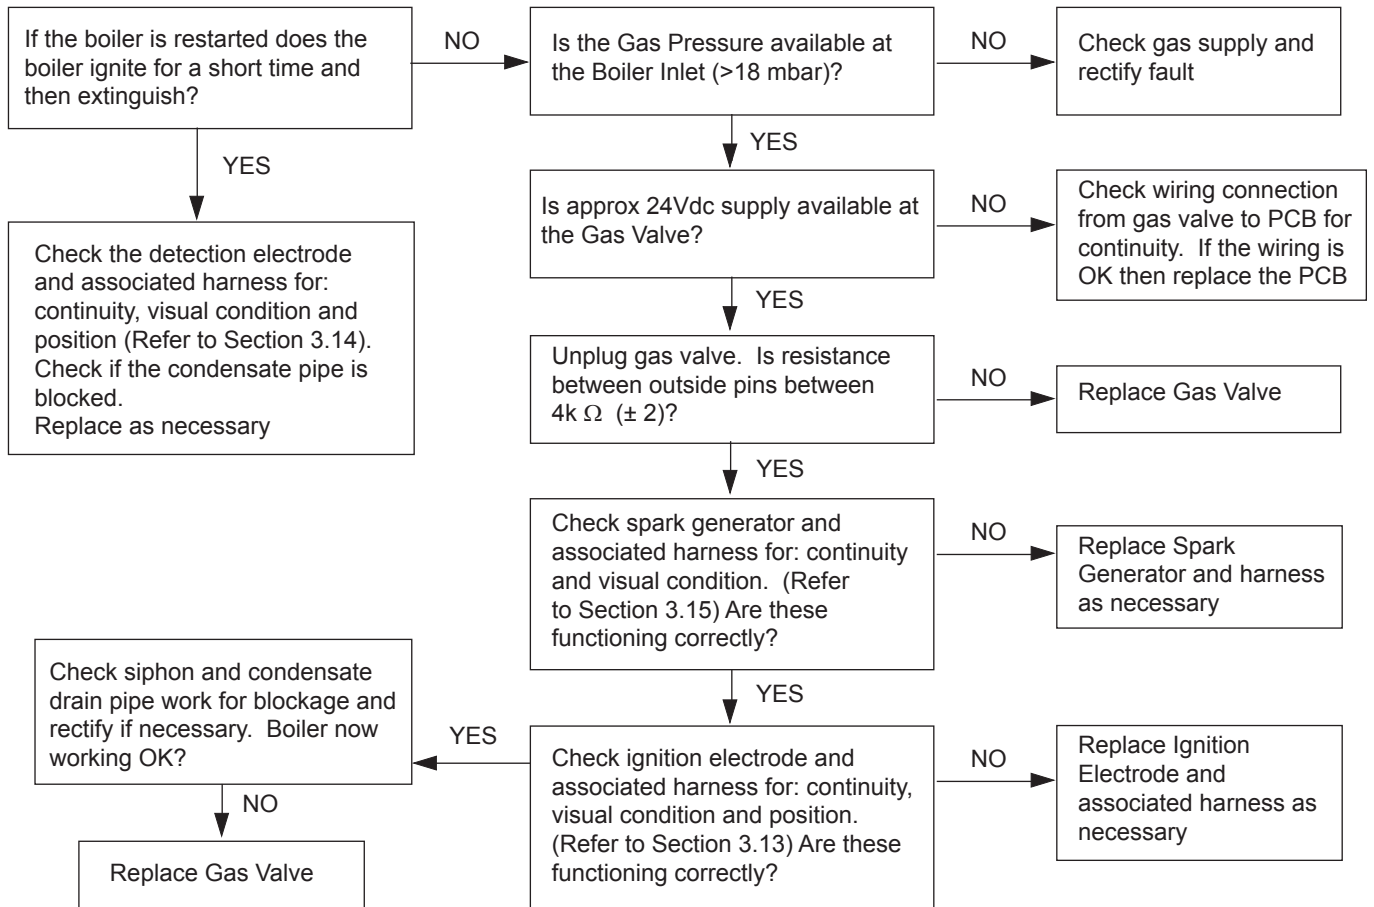 If the boiler is restarted does the
boiler ignite for a short time and
then extinguish?
NO
Is the Gas Pressure available at
the Boiler Inlet (>18 mbar)?
NO
Check gas supply and
rectify fault
YES
YES
Check the detection electrode
and associated harness for:
continuity, visual condition and
position (Refer to Section 3.14).
Check if the condensate pipe is
blocked.
Replace as necessary
Is approx 24Vdc supply available at
the Gas Valve?
NO
Check wiring connection
from gas valve to PCB for
continuity.  If the wiring is
OK then replace the PCB
YES
Unplug gas valve.  Is resistance
between outside pins between
4k Ω  (± 2)?
NO
Replace Gas Valve
YES
Check spark generator and
associated harness for: continuity
and visual condition.  (Refer
to Section 3.15) Are these
functioning correctly?
NO
Replace Spark
Generator and harness
as necessary
YES
Check ignition electrode and
associated harness for: continuity,
visual condition and position.
(Refer to Section 3.13) Are these
functioning correctly?
NO
Replace Ignition
Electrode and
associated harness as
necessary
YES
Check siphon and condensate
drain pipe work for blockage and
rectify if necessary.  Boiler now
working OK?
NO
Replace Gas Valve